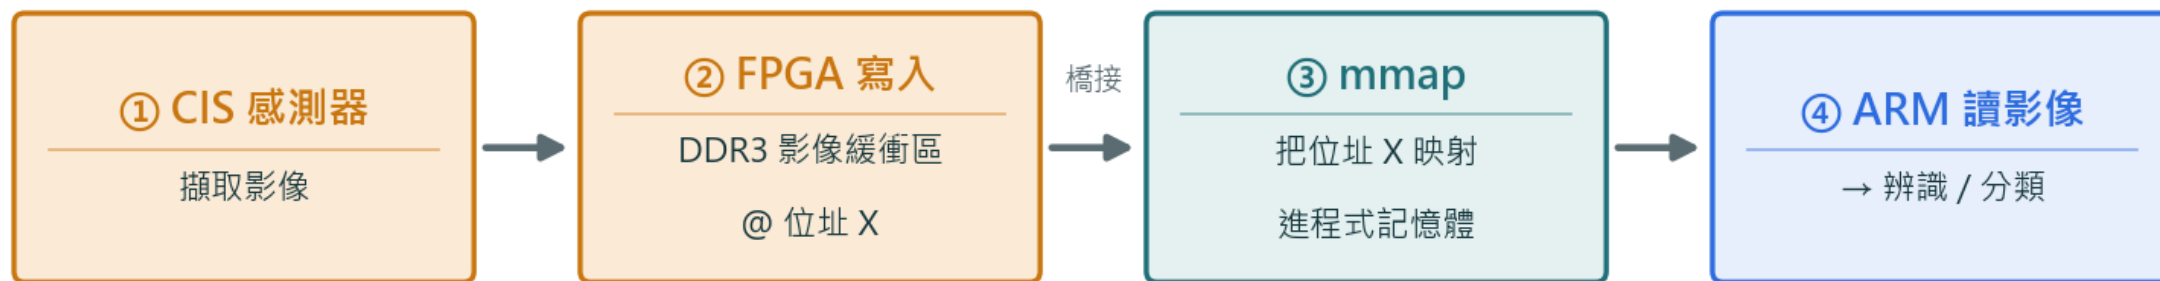 ① CIS 感測器
擷取影像
② FPGA 寫入
DDR3 影像緩衝區
@ 位址 X
橋接
③ mmap
把位址 X 映射
進程式記憶體
④ ARM 讀影像
→ 辨識 / 分類